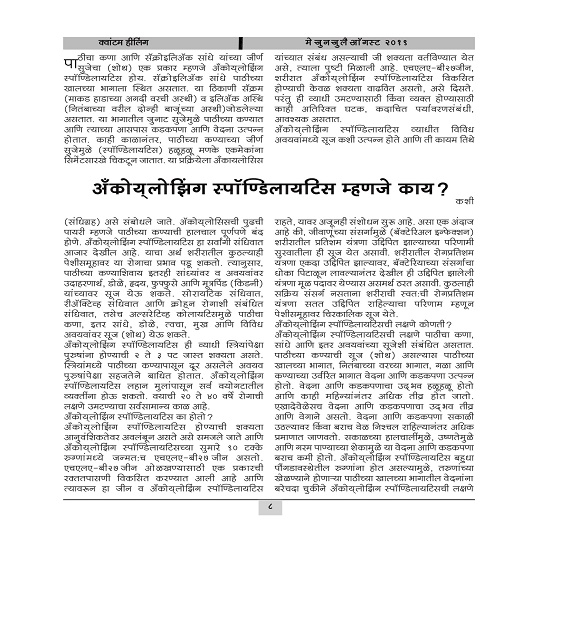 क्वांटम हीलिंग
मे जुन जुलै ऑगस्ट २०१९
पाठीचा कणा आणि सॅक्रोइलिअ‍ॅक सांधे यांच्या जीर्ण
सुजेचा (शोथ) एक प्रकार म्हणजे अँकोय्‌लोझिंग
स्पॉण्डिलायटिस होय. सॅक्रोइलिअ‍ॅक सांधे पाठीच्या
खालच्या भागाला स्थित असतात. या ठिकाणी सॅक्रम
(माकड हाडाच्या अगदी वरची अस्थी) व इलिअ‍ॅक अस्थि
(नितंबाच्या वरील दोन्ही बाजूंच्या अस्थी)जोडलेल्या
असतात. या भागातील जुनाट सुजेमुळे पाठीच्या कण्यात
आणि त्याच्या आसपास कडकपणा आणि वेदना उत्पन्न
होतात. काही काळानंतर, पाठीच्या कण्याच्या जीर्ण
सुजेमुळे (स्पॉण्डिलायटिस) हळूहळू मणके एकमेकांना
सिमेंटसारखे चिकटून जातात. या प्रक्रियेला अँकायलोसिस
यांच्यात संबंध असल्याची जी शक्यता वर्तविण्यात येत
असे, त्याला पुष्टी मिळाली आहे. एचएलए-बी२७जीन,
शरीरात अँकोय्‌लोझिंग स्पॉण्डिलायटिस विकसित
होण्याची केवळ शक्यता वाढवित असतो, असे दिसते.
परंतु ही व्याधी उमटण्यासाठी किंवा व्यक्त होण्यासाठी
काही अतिरिक्त घटक, कदाचित पर्यावरणसंबंधी,
आवश्यक असतात.
अँकोय्‌लोझिंग स्पॉण्डिलायटिस व्याधीत विविध
अवयवांमध्ये सूज कशी उत्पन्न होते आणि ती कायम तिथे
अँकोय्‌लोझिंग स्पॉण्डिलायटिस म्हणजे काय ?
कशी
(संधिग्रह) असे संबोधले जाते. अँकोय्‌लोसिसची पुढची
पायरी म्हणजे पाठीच्या कण्याची हालचाल पूर्णपणे बंद
होणे. अँकोय्‌लोझिंग स्पॉण्डिलायटिस हा सर्वांगी संधिवात
आजार देखील आहे. याचा अर्थ शरीरातील कुठल्याही
पेशीसमूहावर या रोगाचा प्रभाव पडू शकतो. त्यानुसार,
पाठीच्या कण्याशिवाय इतरही सांध्यांवर व अवयवांवर
उदाहरणार्थ, डोळे, हृदय, फुफ्फुसे आणि मूत्रपिंड (किडनी)
यांच्यावर सूज येऊ शकते. सोरायटिक संधिवात,
रीअ‍ॅक्टिव्ह संधिवात आणि क्रोहन रोगाशी संबंधित
संधिवात, तसेच अल्सरेटिव्ह कोलायटिसमुळे पाठीचा
कणा, इतर सांधे, डोळे, त्वचा, मुख आणि विविध
अवयवांवर सूज (शोथ) येऊ शकते.
अँकोय्‌लोझिंग स्पॉण्डिलायटिस ही व्याधी स्त्रियांपेक्षा
पुरुषांना होण्याची २ ते ३ पट जास्त शक्यता असते.
स्त्रियांमध्ये पाठीच्या कण्यापासून दूर असलेले अवयव
पुरुषांपेक्षा सहजतेने बाधित होतात. अँकोय्‌लोझिंग
स्पॉण्डिलायटिस लहान मुलांपासून सर्व वयोगटातील
व्यक्तींना होऊ शकतो. वयाची २० ते ४० वर्षे रोगाची
लक्षणे उमटण्याचा सर्वसामान्य काळ आहे.
अँकोय्‌लोझिंग स्पॉण्डिलायटिस का होतो ?
अँकोय्‌लोझिंग स्पॉण्डिलायटिस होण्याची शक्यता
आनुवंशिकतेवर अवलंबून असते असे समजले जाते आणि
अँकोय्‌लोझिंग स्पॉण्डिलायटिसच्या सुमारे ९० टक्के
रुग्णांमध्ये जन्मत:च एचएलए-बी२७ जीन असतो.
एचएलए-बी२७ जीन ओळखण्यासाठी एक प्रकारची
रक्ततपासणी विकसित करण्यात आली आहे आणि
त्यावरून हा जीन व अँकोय्‌लोझिंग स्पॉण्डिलायटिस
राहते, यावर अजूनही संशोधन सुरू आहे. असा एक अंदाज
आहे की, जीवाणूंच्या संसर्गामुळे (बॅक्टेरिअल इन्फेक्शन)
शरीरातील प्रतिशम यंत्रणा उद्दिपित झाल्याच्या परिणामी
सुरुवातीला ही सूज येत असावी. शरीरातील रोगप्रतिशम
यंत्रणा एकदा उद्दिपित झाल्यावर, बॅक्टेरियाच्या संसर्गाचा
धोका पिटाळून लावल्यानंतर देखील ही उद्दिपित झालेली
यंत्रणा मूळ पदावर येण्यास असमर्थ ठरत असावी. कुठलाही
सक्रिय संसर्ग नसताना शरीराची स्वत:ची रोगप्रतिशम
यंत्रणा सतत उद्दिपित राहिल्याचा परिणाम म्हणून
पेशीसमूहावर चिरकालिक सूज येते.
अँकोय्‌लोझिंग स्पॉण्डिलायटिसची लक्षणे कोणती ?
अँकोय्‌लोझिंग स्पॉण्डिलायटिसची लक्षणे पाठीचा कणा,
सांधे आणि इतर अवयवांच्या सूजेशी संबंधित असतात.
पाठीच्या कण्याची सूज (शोथ) असल्यास पाठीच्या
खालच्या भागात, नितंबाच्या वरच्या भागात, गळा आणि
कण्याच्या उर्वरित भागात वेदना आणि कडकपणा उत्पन्न
होतो. वेदना आणि कडकपणाचा उद्‌भव हळूहळू होतो
आणि काही महिन्यांनंतर अधिक तीव्र होत जातो.
एखादेवेळेस वेदना आणि कडकपणाचा उद्‌भव तीव्र
आणि वेगाने असतो. वेदना आणि कडकपणा सकाळी
उठल्यावर किंवा बराच वेळ निश्चल राहिल्यानंतर अधिक
प्रमाणात जाणवतो. सकाळच्या हालचालींमुळे, उष्णतेमुळे
आणि गरम पाण्याच्या शेकामुळे या वेदना आणि कडकपणा
बराच कमी होतो. अँकोय्‌लोझिंग स्पॉण्डिलायटिस बहुधा
पौंगडावस्थेतील रुग्णांना होत असल्यामुळे, तरुणांच्या
खेळण्याने होणाऱ्या पाठीच्या खालच्या भागातील वेदनांना
बरेचदा चुकीने अँकोय्‌लोझिंग स्पॉण्डिलायटिसची लक्षणे
८